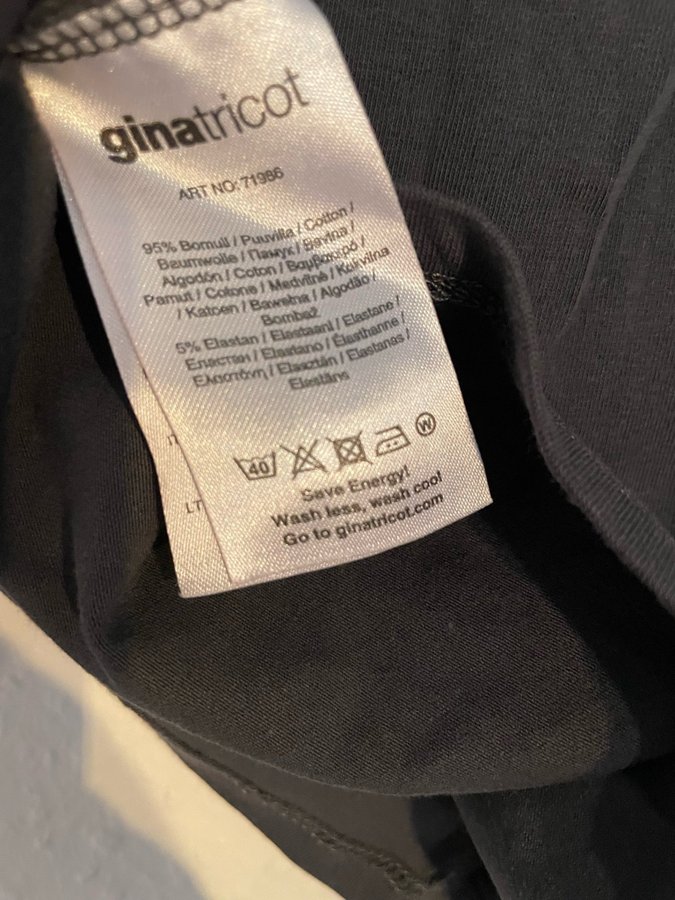 ginatricot
ART NO: 71986
95% Bomull / Puuvilla / Cotton /
Baumwolle / Памук / Bavlna /
Algodón / Coton / Βαμβακερό /
Pamut / Cotone / Medvilnė / Kokvilna
/ Katoen / Bawełna / Algodão /
Bombaž
5% Elastan / Elastaani / Elastane /
Еластан / Elastano / Élasthanne /
Ελαστάνη / Elasztán / Elastanas /
Elastāns
40
W
Save Energy!
Wash less, wash cool
Go to ginatricot.com
LT